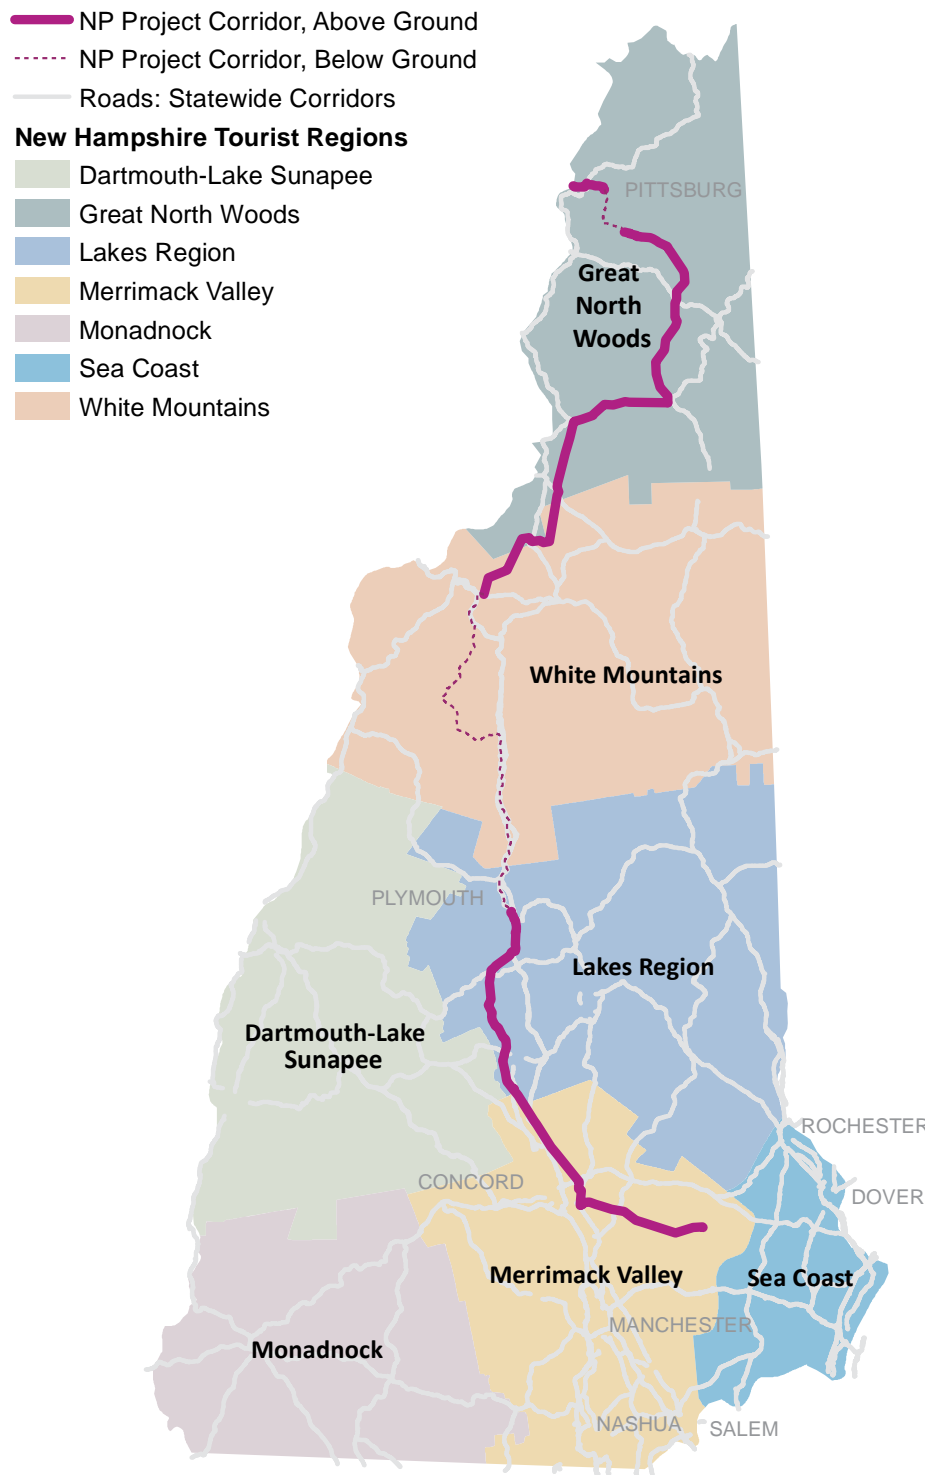 NP Project Corridor, Above Ground
NP Project Corridor, Below Ground
Roads: Statewide Corridors
New Hampshire Tourist Regions
Dartmouth-Lake Sunapee
Great North Woods
Lakes Region
Merrimack Valley
Monadnock
Sea Coast
White Mountains
PITTSBURG
Great
North
Woods
White Mountains
PLYMOUTH
Lakes Region
Dartmouth-Lake
Sunapee
ROCHESTER
CONCORD
DOVER
Merrimack Valley
Sea Coast
MANCHESTER
Monadnock
NASHUA
SALEM